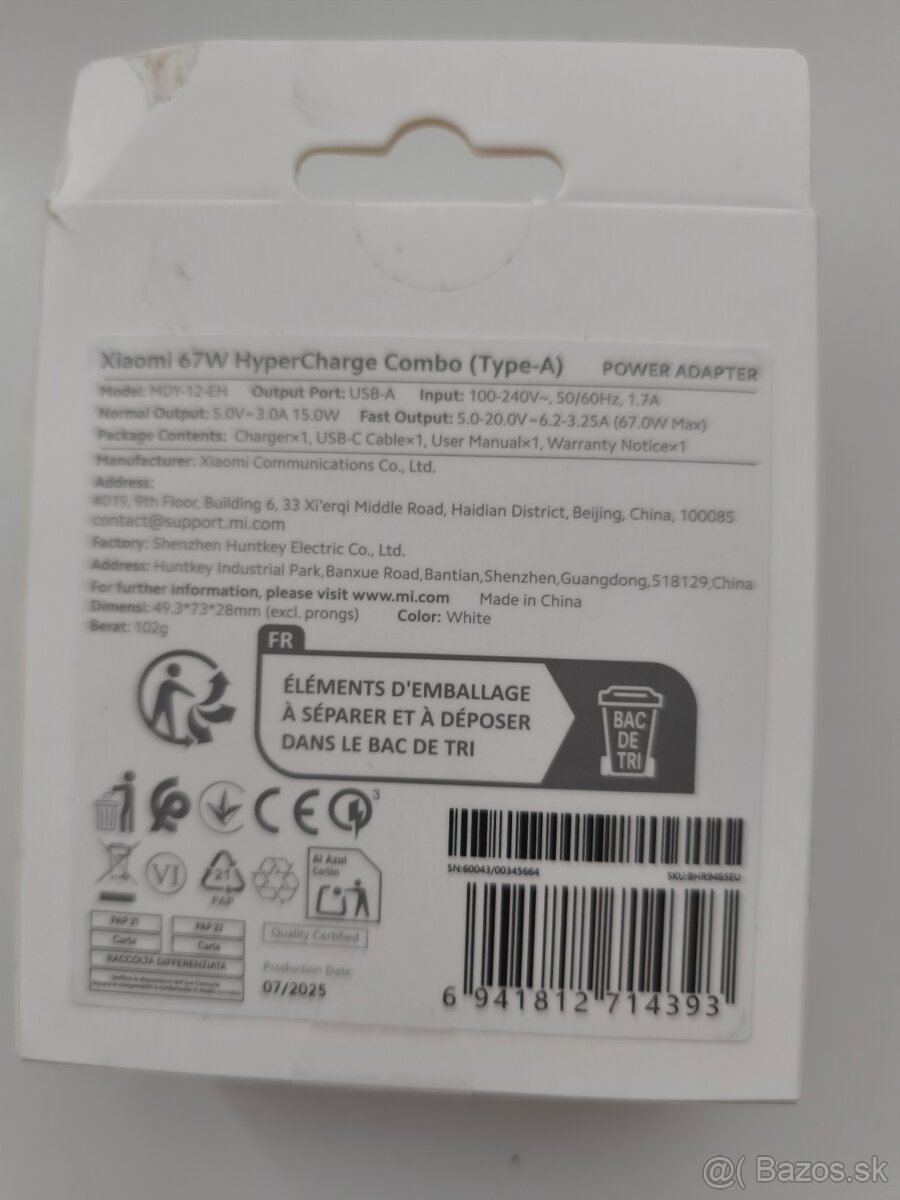 Xiaomi 67W HyperCharge Combo (Type-A) POWER ADAPTER
Model: MDY-12-EH Output Port: USB-A Input: 100-240V~, 50/60Hz, 1.7A
Normal Output: 5.0V⎓3.0A 15.0W Fast Output: 5.0-20.0V⎓6.2-3.25A (67.0W Max)
Package Contents: Charger×1, USB-C Cable×1, User Manual×1, Warranty Notice×1
Manufacturer: Xiaomi Communications Co., Ltd.
Address:
#019, 9th Floor, Building 6, 33 Xi'erqi Middle Road, Haidian District, Beijing, China, 100085
contact@support.mi.com
Factory: Shenzhen Huntkey Electric Co., Ltd.
Address: Huntkey Industrial Park,Banxue Road,Bantian,Shenzhen,Guangdong,518129,China
For further information, please visit www.mi.com Made in China
Dimensi: 49.3*73*28mm (excl. prongs) Color: White
Berat: 102g
FR
ÉLÉMENTS D'EMBALLAGE
À SÉPARER ET À DÉPOSER
DANS LE BAC DE TRI
BAC
DE
TRI
CE 3
VI 21
PAP
Al Azul
Cartón
SN:60043/00345664 SKU:BHR9465EU
PAP 21 PAP 22
Carta Carta
RACCOLTA DIFFERENZIATA
Quality Certified
Production Date:
07/2025
6 941812 714393
@( Bazos.sk